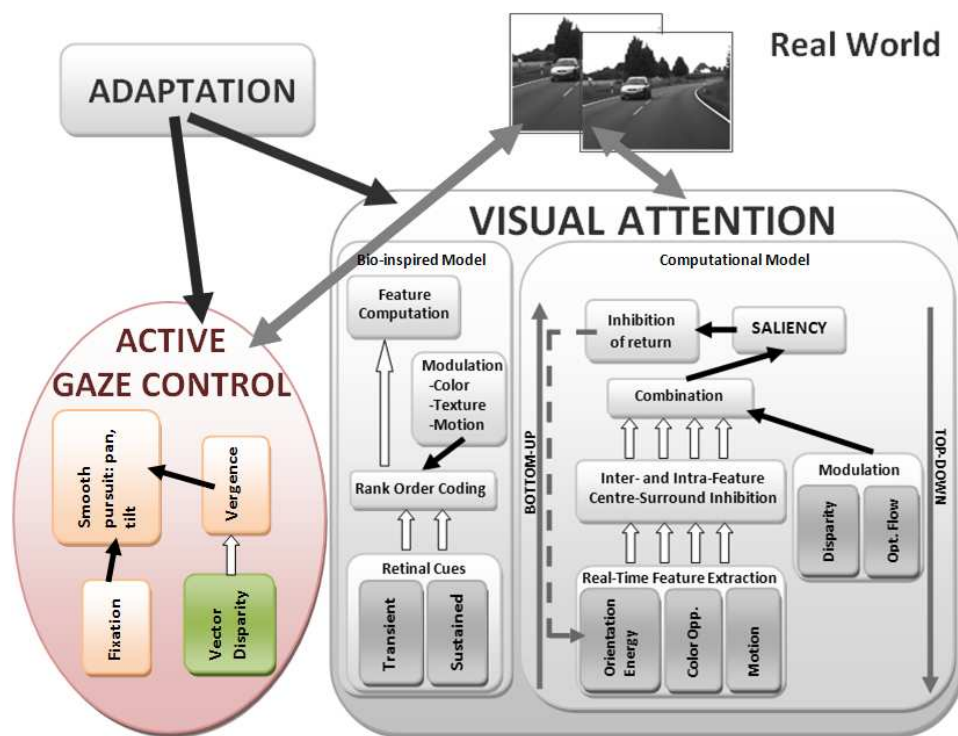 Real World
ADAPTATION
VISUAL ATTENTION
ACTIVE
GAZE CONTROL
Smooth
pursuit: pan,
tilt
Vergence
Fixation
Vector
Disparity
Bio-inspired Model
Feature
Computation
Modulation
-Color
-Texture
-Motion
Rank Order Coding
Retinal Cues
Transient
Sustained
Computational Model
BOTTOM-UP
Inhibition
of return
SALIENCY
Combination
Inter- and Intra-Feature
Centre-Surround Inhibition
Real-Time Feature Extraction
Orientation
Energy
Color Opp.
Motion
Modulation
Disparity
Opt. Flow
TOP-DOWN